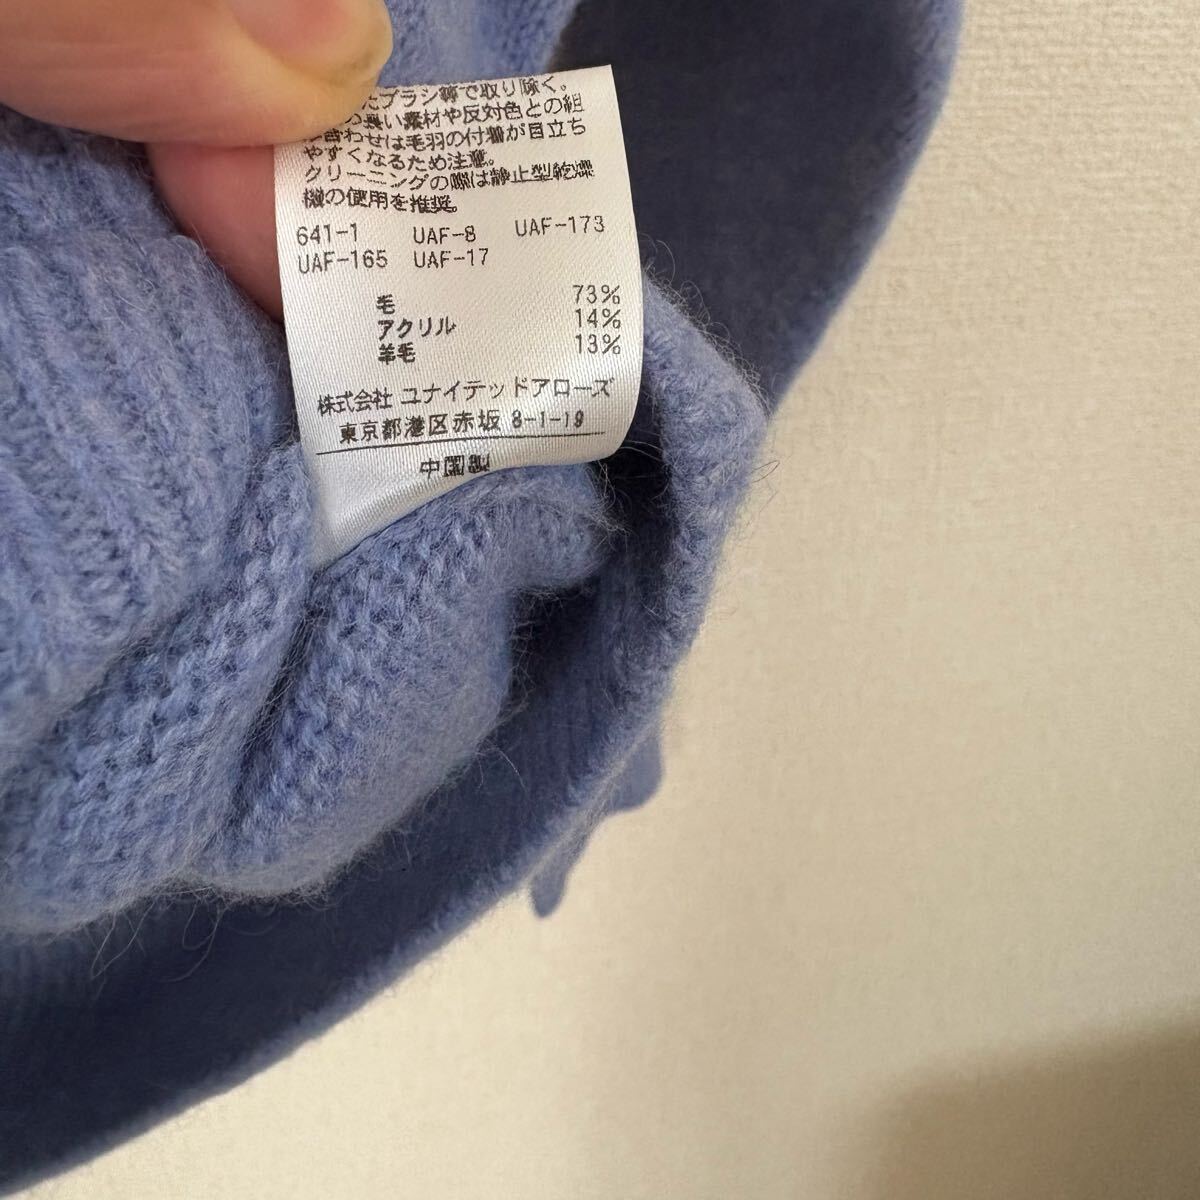 たブラシ等で取り除く。
の良い素材や反対色との組
合わせは毛羽の付着が目立ち
やすくなるため注意。
クリーニングの際は静止型乾燥
機の使用を推奨。
641-1 UAF-8 UAF-173
UAF-165 UAF-17
毛 73%
アクリル 14%
羊毛 13%
株式会社 ユナイテッドアローズ
東京都港区赤坂 8-1-19
中国製